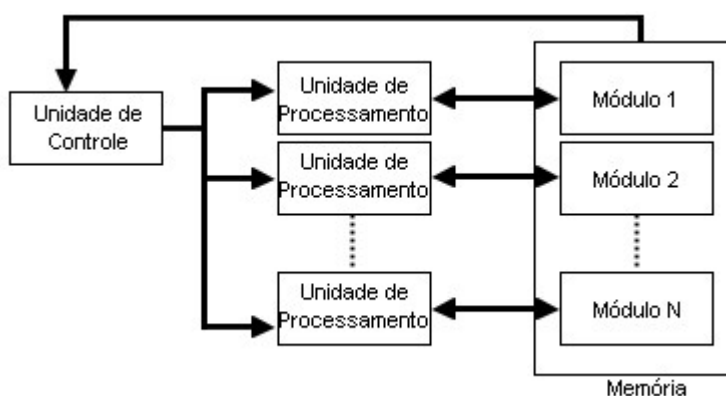 Unidade de
Controle
Unidade de
Processamento
Módulo 1
Unidade de
Processamento
Módulo 2
Unidade de
Processamento
Módulo N
Memória